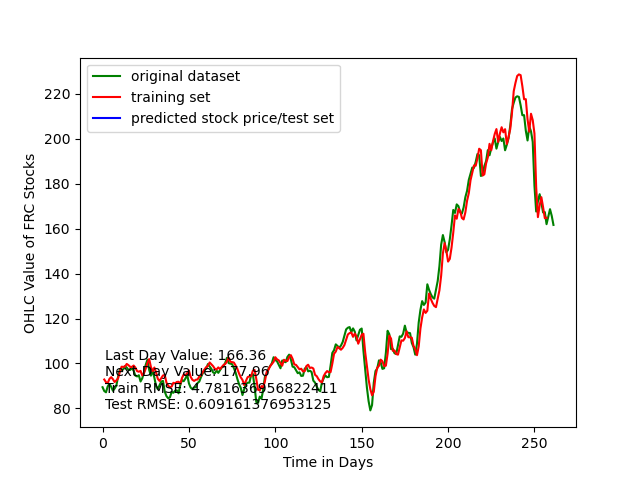 original dataset
training set
predicted stock price/test set
OHLC Value of FRC Stocks
220
200
180
160
140
120
100
80
Last Day Value: 166.36
Next Day Value: 177.96
Train RMSE: 4.781636956822411
Test RMSE: 0.609161376953125
0 50 100 150 200 250
Time in Days